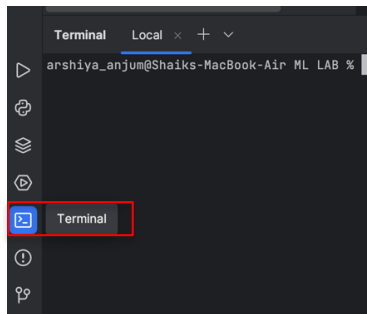 Terminal Local × + 
arshiya_anjum@Shaiks-MacBook-Air ML LAB %
Terminal